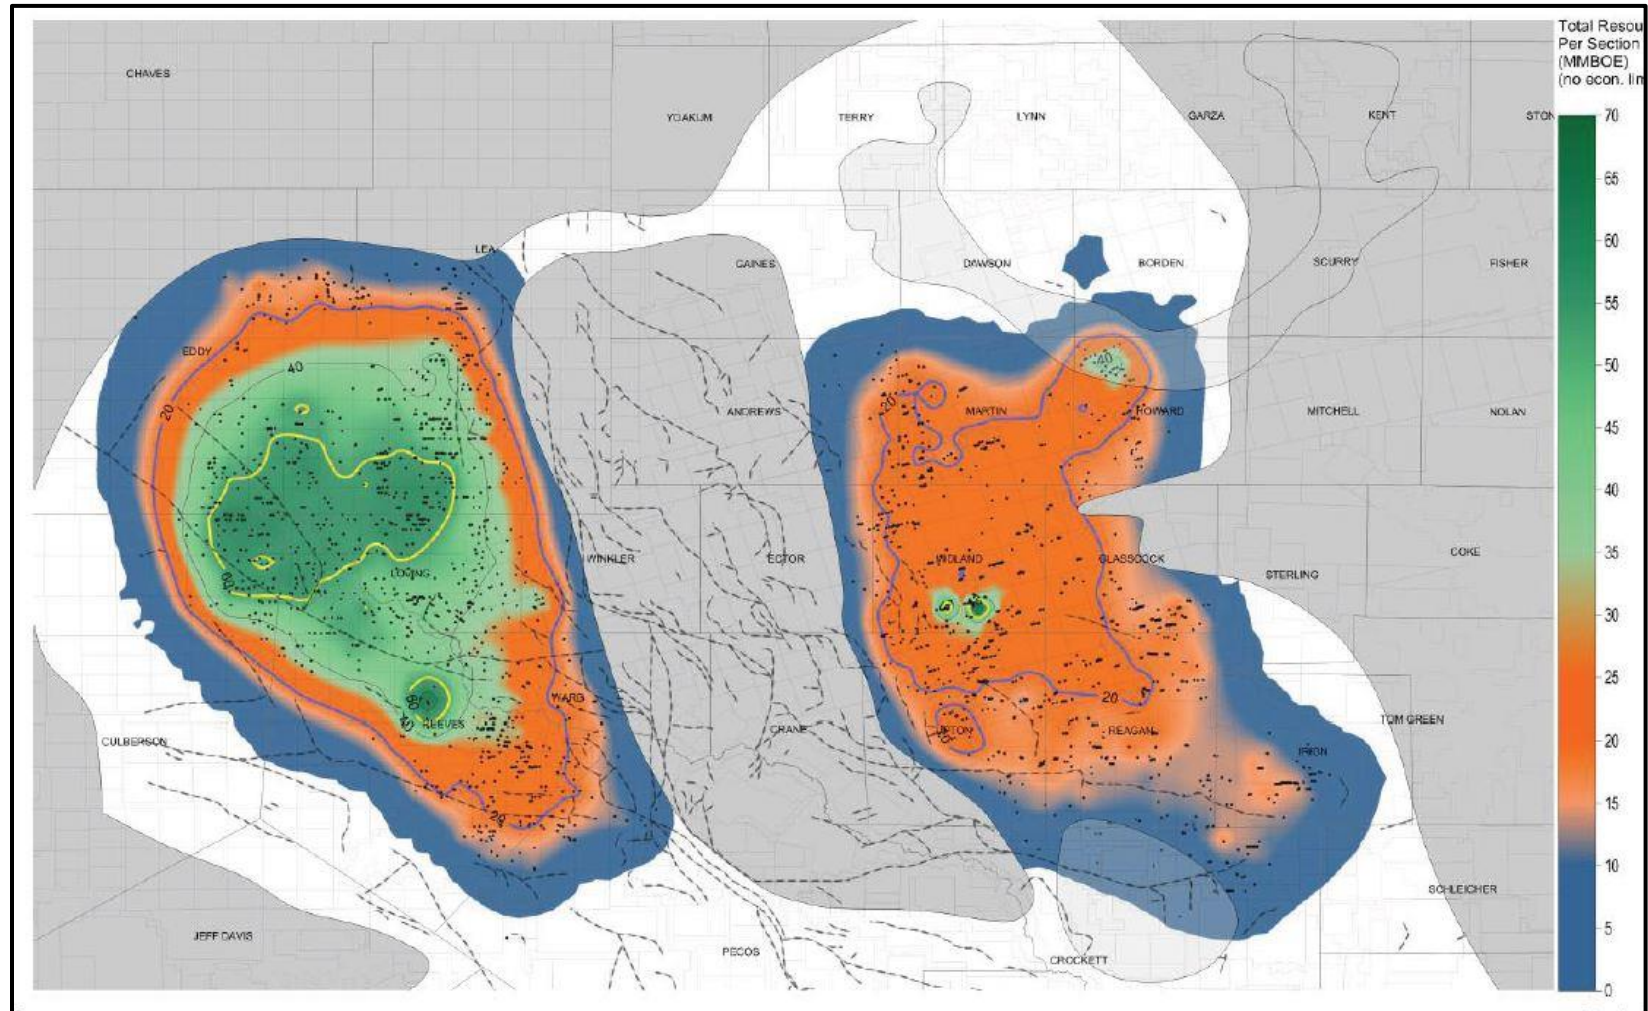 Total Resou
Per Section
(MMBOE)
(no econ. lim
CHAVES
YOAKUM
TERRY
LYNN
GARZA
KENT
STON
LEA
GAINES
DAWSON
BORDEN
SCURRY
FISHER
EDDY
ANDREWS
MARTIN
HOWARD
MITCHELL
NOLAN
LOVING
WINKLER
ECTOR
MIDLAND
GLASSCOCK
STERLING
COKE
CULBERSON
REEVES
WARD
CRANE
UPTON
REAGAN
IRION
TOM GREEN
SCHLEICHER
JEFF DAVIS
PECOS
CROCKETT
40
20
60
60
20
20
40
20
70
65
60
55
50
45
40
35
30
25
20
15
10
5
0